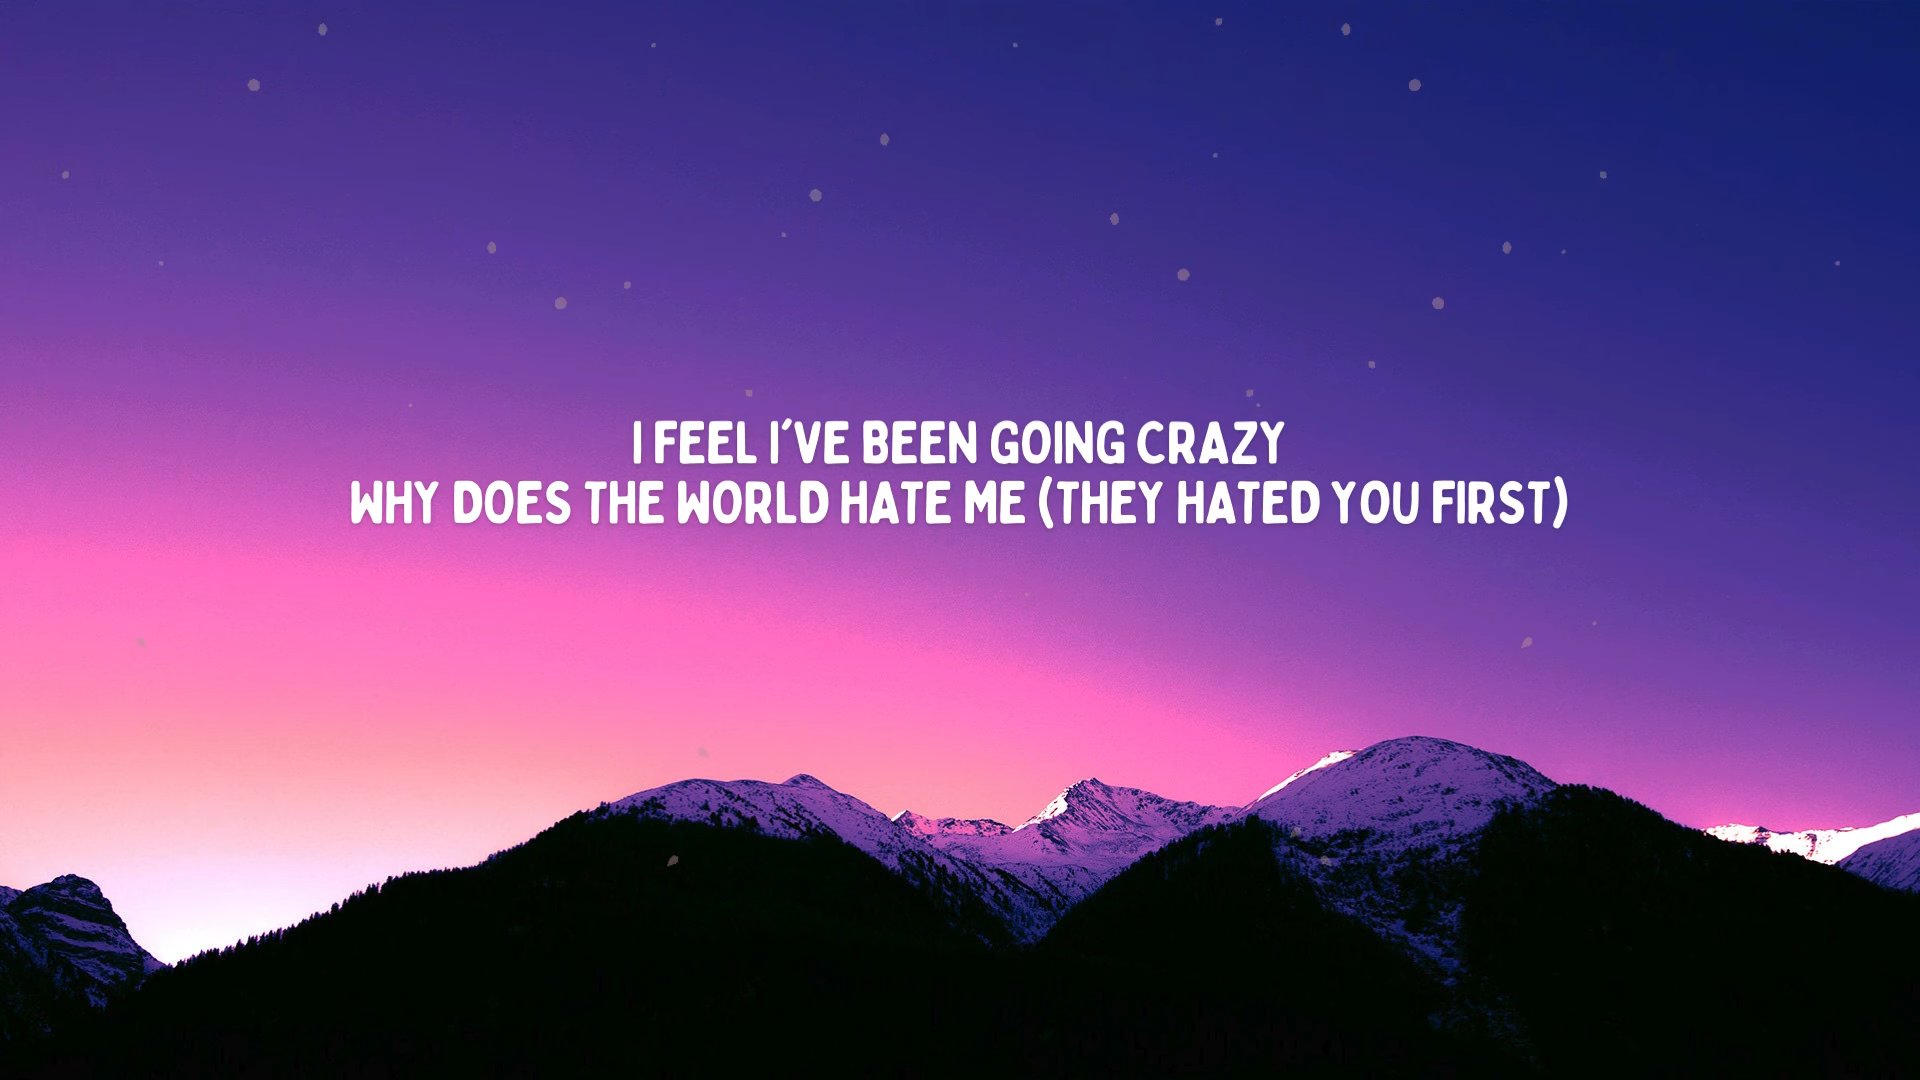 I FEEL I'VE BEEN GOING CRAZY
WHY DOES THE WORLD HATE ME (THEY HATED YOU FIRST)